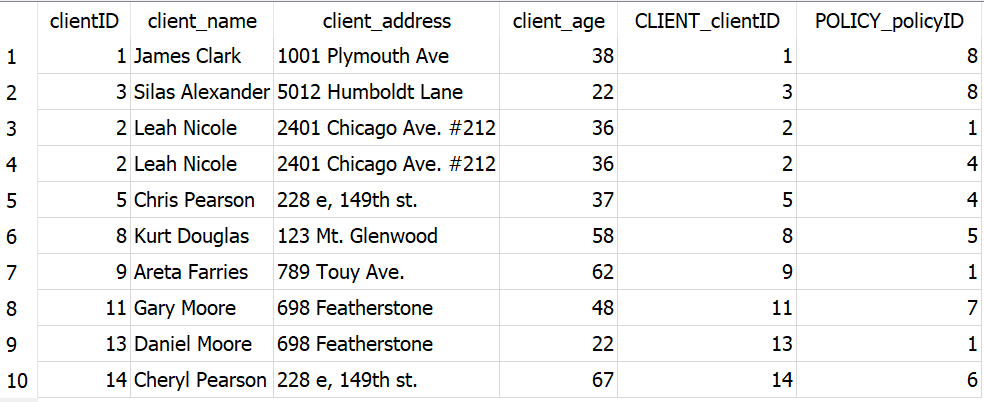 clientID client_name client_address client_age CLIENT_clientID POLICY_policyID
1 1 James Clark 1001 Plymouth Ave 38 1 8
2 3 Silas Alexander 5012 Humboldt Lane 22 3 8
3 2 Leah Nicole 2401 Chicago Ave. #212 36 2 1
4 2 Leah Nicole 2401 Chicago Ave. #212 36 2 4
5 5 Chris Pearson 228 e, 149th st. 37 5 4
6 8 Kurt Douglas 123 Mt. Glenwood 58 8 5
7 9 Areta Farries 789 Touy Ave. 62 9 1
8 11 Gary Moore 698 Featherstone 48 11 7
9 13 Daniel Moore 698 Featherstone 22 13 1
10 14 Cheryl Pearson 228 e, 149th st. 67 14 6